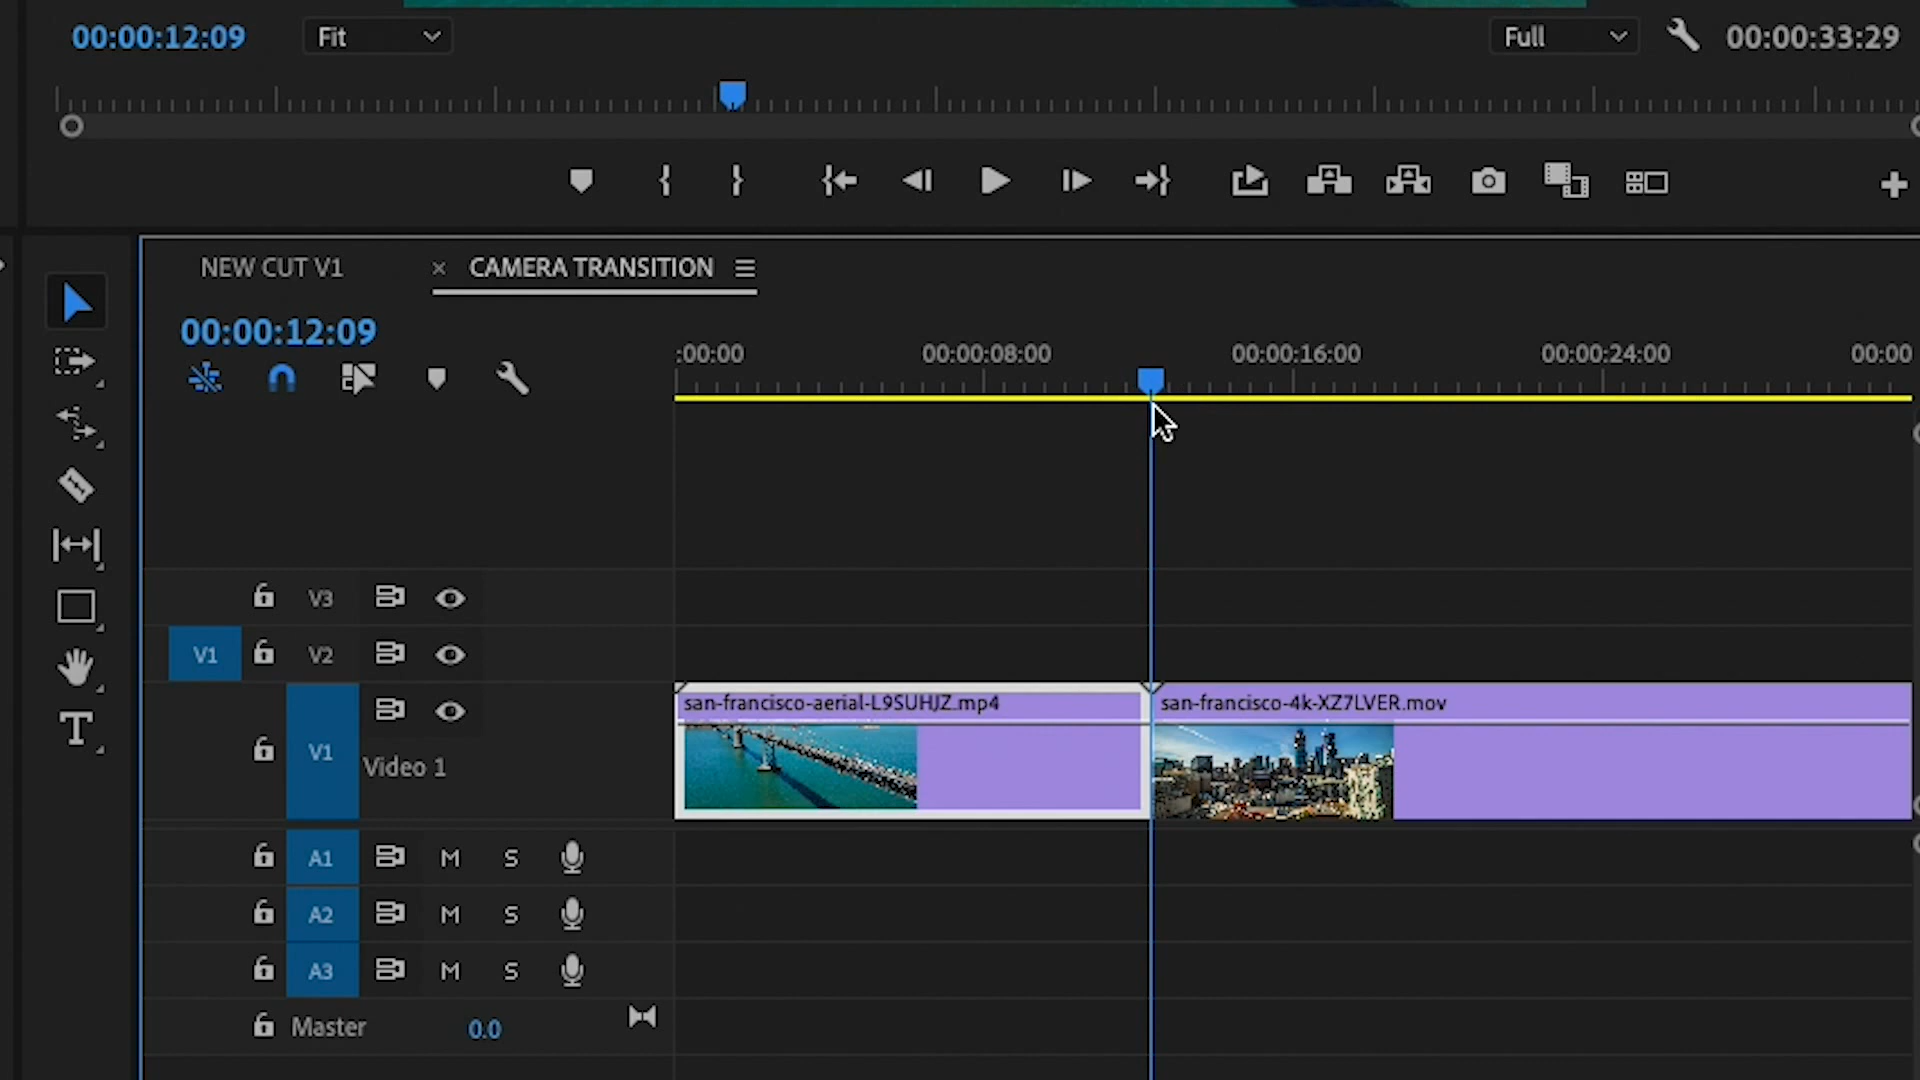 00:00:12:09 Fit Full 00:00:33:29
NEW CUT V1 × CAMERA TRANSITION
00:00:12:09
:00:00 00:00:08:00 00:00:16:00 00:00:24:00 00:00
V3
V1 V2
san-francisco-aerial-L9SUHJZ.mp4 san-francisco-4k-XZ7LVER.mov
V1 Video 1
A1 M S
A2 M S
A3 M S
Master 0.0
T